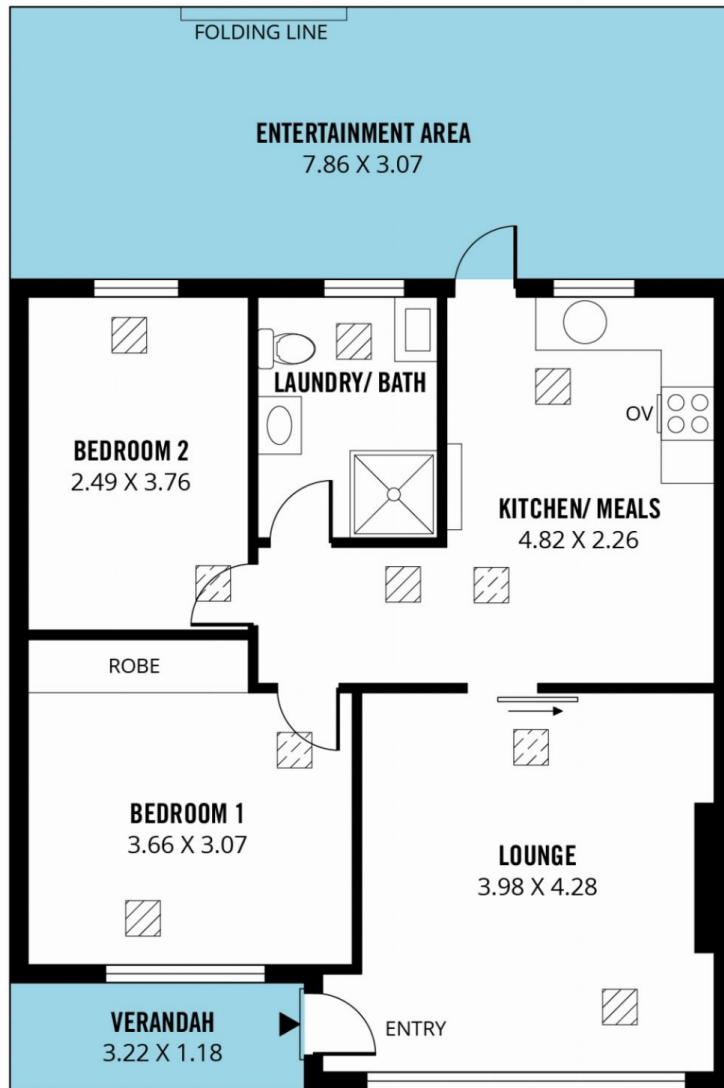 FOLDING LINE
ENTERTAINMENT AREA
7.86 X 3.07
LAUNDRY/ BATH
OV
BEDROOM 2
2.49 X 3.76
KITCHEN/ MEALS
4.82 X 2.26
ROBE
BEDROOM 1
3.66 X 3.07
LOUNGE
3.98 X 4.28
VERANDAH
3.22 X 1.18
ENTRY